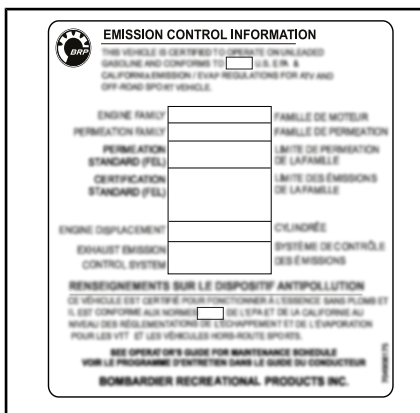 BRP
EMISSION CONTROL INFORMATION
THIS VEHICLE IS CERTIFIED TO OPERATE ON UNLEADED
GASOLINE AND CONFORMS TO U.S. EPA &
CALIFORNIA EMISSION / EVAP REGULATIONS FOR ATV AND
OFF-ROAD SPORT VEHICLE.
ENGINE FAMILY FAMILLE DE MOTEUR
PERMEATION FAMILY FAMILLE DE PERMEATION
PERMEATION LIMITE DE PERMEATION
STANDARD (FEL) DE LA FAMILLE
CERTIFICATION LIMITE DES ÉMISSIONS
STANDARD (FEL) DE LA FAMILLE
ENGINE DISPLACEMENT CYLINDRÉE
EXHAUST EMISSION SYSTÈME DE CONTRÔLE
CONTROL SYSTEM DES ÉMISSIONS
RENSEIGNEMENTS SUR LE DISPOSITIF ANTIPOLLUTION
CE VÉHICULE EST CERTIFIÉ POUR FONCTIONNER À L'ESSENCE SANS PLOMB ET
IL EST CONFORME AUX NORMES DE L'EPA ET DE LA CALIFORNIE AU
NIVEAU DES RÉGLEMENTATIONS DE L'ÉCHAPPEMENT ET DE L'ÉVAPORATION
POUR LES VTT ET LES VÉHICULES HORS-ROUTE SPORTS.
SEE OPERATOR'S GUIDE FOR MAINTENANCE SCHEDULE
VOIR LE PROGRAMME D'ENTRETIEN DANS LE GUIDE DU CONDUCTEUR
BOMBARDIER RECREATIONAL PRODUCTS INC.